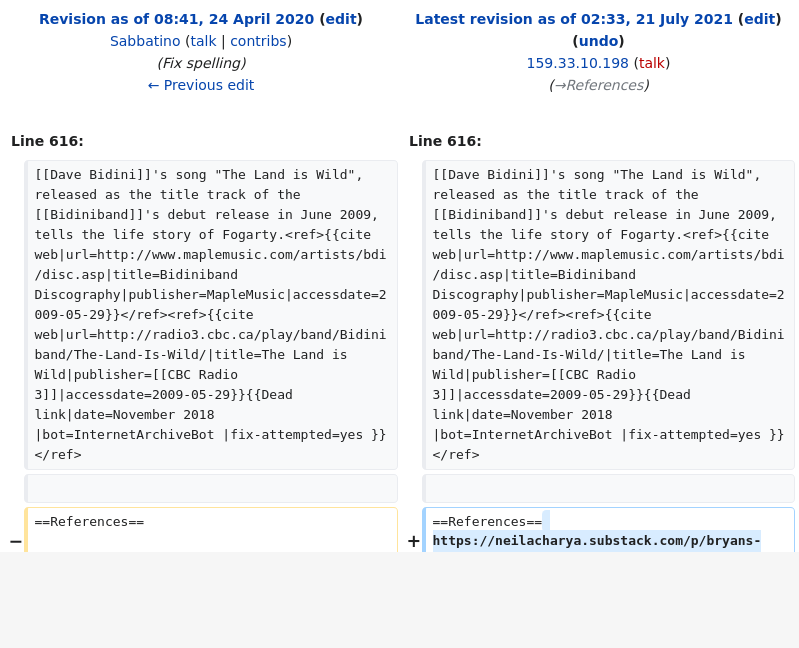 Revision as of 08:41, 24 April 2020 (edit)
Sabbatino (talk | contribs)
(Fix spelling)
← Previous edit
Latest revision as of 02:33, 21 July 2021 (edit)
(undo)
159.33.10.198 (talk)
(→References)
Line 616:
Line 616:
[[Dave Bidini]]'s song "The Land is Wild",
released as the title track of the
[[Bidiniband]]'s debut release in June 2009,
tells the life story of Fogarty.<ref>{{cite
web|url=http://www.maplemusic.com/artists/bdi
/disc.asp|title=Bidiniband
Discography|publisher=MapleMusic|accessdate=2
009-05-29}}</ref><ref>{{cite
web|url=http://radio3.cbc.ca/play/band/Bidini
band/The-Land-Is-Wild/|title=The Land is
Wild|publisher=[[CBC Radio
3]]|accessdate=2009-05-29}}{{Dead
link|date=November 2018
|bot=InternetArchiveBot |fix-attempted=yes }}
</ref>
[[Dave Bidini]]'s song "The Land is Wild",
released as the title track of the
[[Bidiniband]]'s debut release in June 2009,
tells the life story of Fogarty.<ref>{{cite
web|url=http://www.maplemusic.com/artists/bdi
/disc.asp|title=Bidiniband
Discography|publisher=MapleMusic|accessdate=2
009-05-29}}</ref><ref>{{cite
web|url=http://radio3.cbc.ca/play/band/Bidini
band/The-Land-Is-Wild/|title=The Land is
Wild|publisher=[[CBC Radio
3]]|accessdate=2009-05-29}}{{Dead
link|date=November 2018
|bot=InternetArchiveBot |fix-attempted=yes }}
</ref>
−
==References==
+
==References==
https://neilacharya.substack.com/p/bryans-